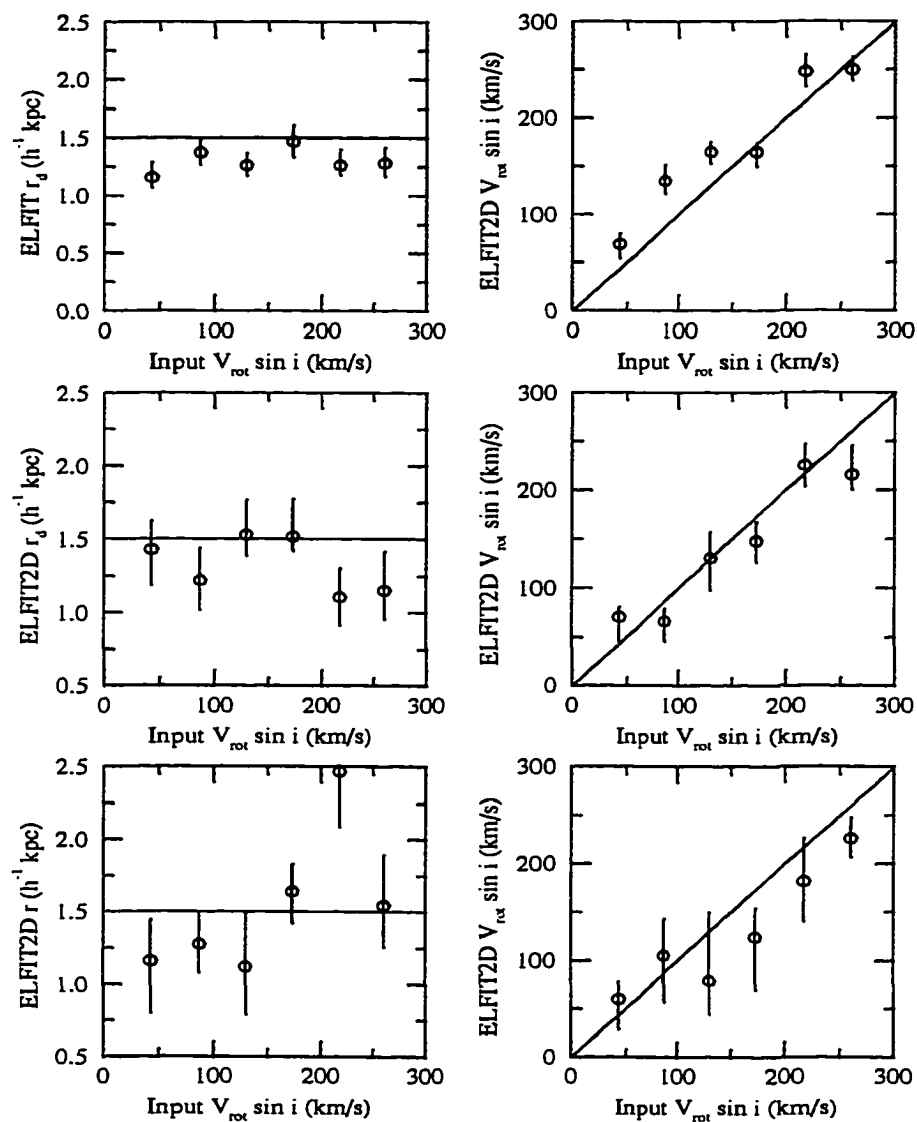 2.5
2.0
1.5
1.0
0.5
0.0
ELFIT r_d (h⁻¹ kpc)
0 100 200 300
Input V_rot sin i (km/s)
300
200
100
0
ELFIT2D V_rot sin i (km/s)
0 100 200 300
Input V_rot sin i (km/s)
2.5
2.0
1.5
1.0
0.5
ELFIT2D r_d (h⁻¹ kpc)
0 100 200 300
Input V_rot sin i (km/s)
300
200
100
0
ELFIT2D V_rot sin i (km/s)
0 100 200 300
Input V_rot sin i (km/s)
2.5
2.0
1.5
1.0
0.5
ELFIT2D r (h⁻¹ kpc)
0 100 200 300
Input V_rot sin i (km/s)
300
200
100
0
ELFIT2D V_rot sin i (km/s)
0 100 200 300
Input V_rot sin i (km/s)